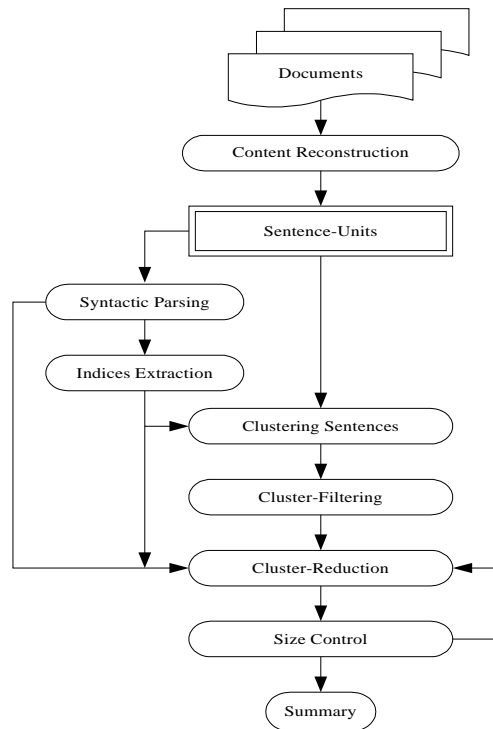 Documents
Content Reconstruction
Sentence-Units
Syntactic Parsing
Indices Extraction
Clustering Sentences
Cluster-Filtering
Cluster-Reduction
Size Control
Summary